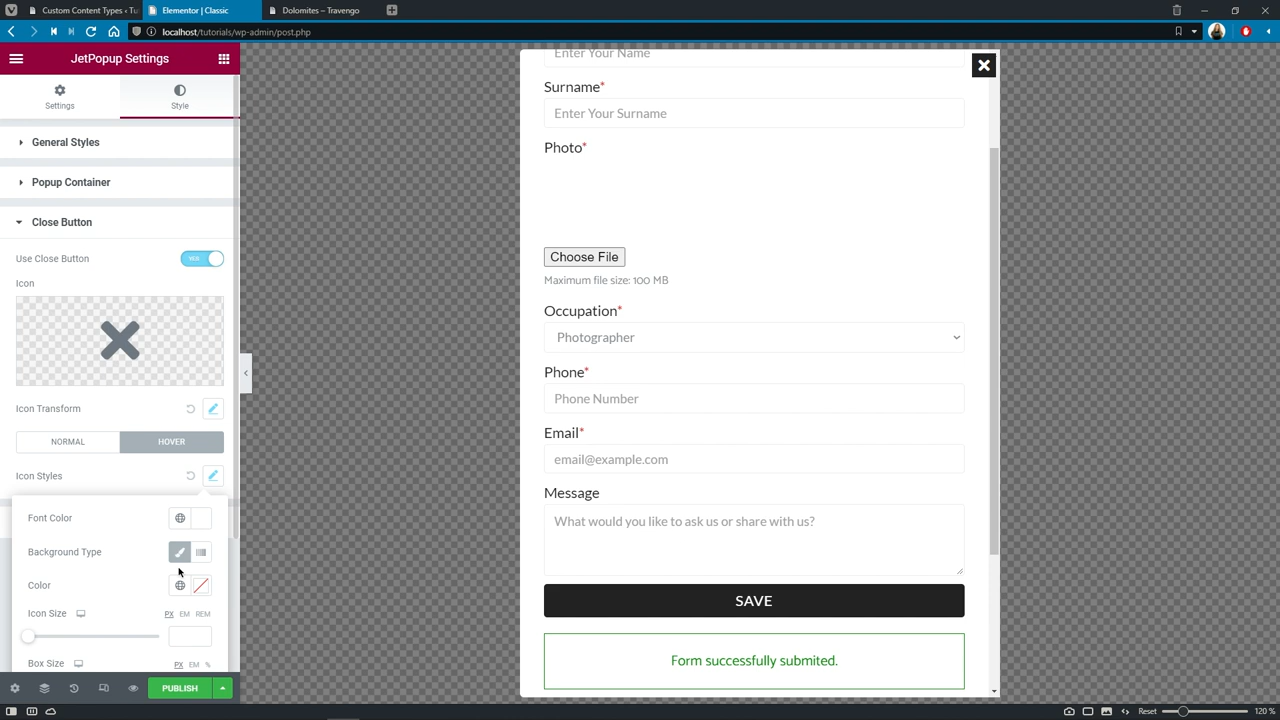 Custom Content Types ‹ Tu
Elementor | Classic
Dolomites – Travengo
localhost/tutorials/wp-admin/post.php
JetPopup Settings
Settings
Style
General Styles
Popup Container
Close Button
Use Close Button
YES
Icon
Icon Transform
NORMAL
HOVER
Icon Styles
Font Color
Background Type
Color
Icon Size
PX EM REM
Box Size
PX EM %
PUBLISH
Enter Your Name
Surname*
Enter Your Surname
Photo*
Choose File
Maximum file size: 100 MB
Occupation*
Photographer
Phone*
Phone Number
Email*
email@example.com
Message
What would you like to ask us or share with us?
SAVE
Form successfully submited.
Reset
120 %